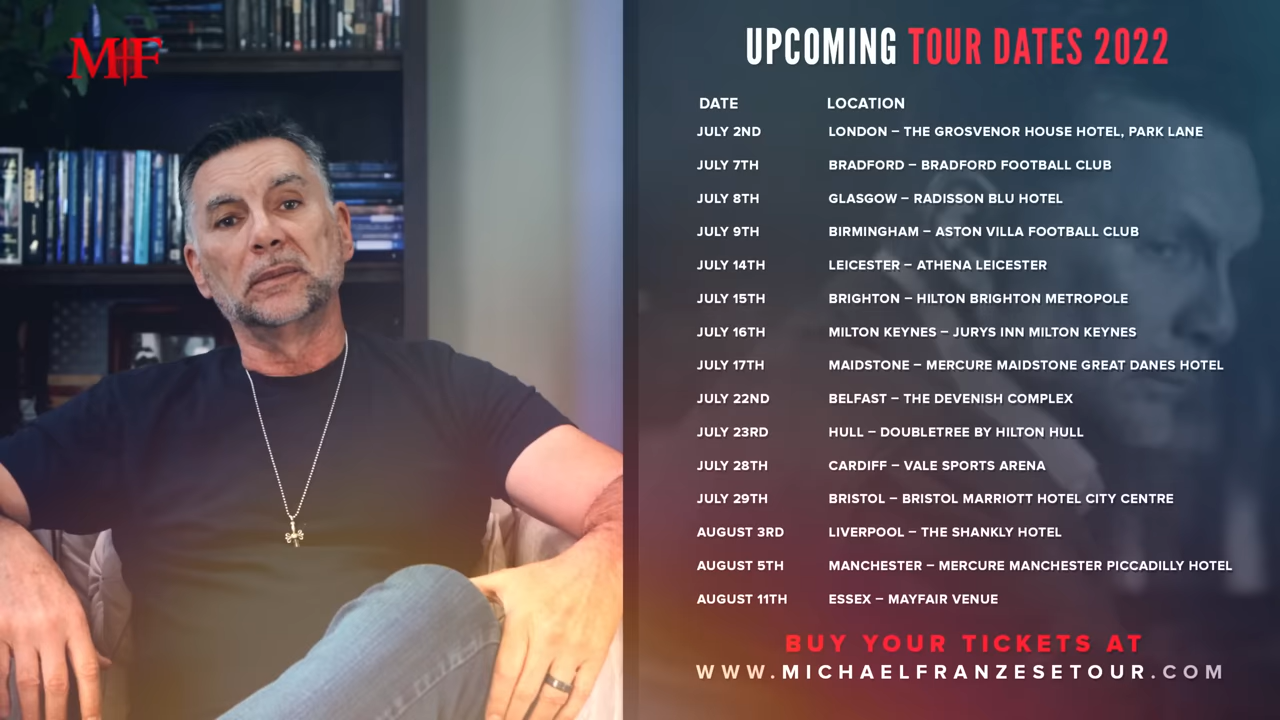 M F
UPCOMING TOUR DATES 2022
DATE LOCATION
JULY 2ND LONDON – THE GROSVENOR HOUSE HOTEL, PARK LANE
JULY 7TH BRADFORD – BRADFORD FOOTBALL CLUB
JULY 8TH GLASGOW – RADISSON BLU HOTEL
JULY 9TH BIRMINGHAM – ASTON VILLA FOOTBALL CLUB
JULY 14TH LEICESTER – ATHENA LEICESTER
JULY 15TH BRIGHTON – HILTON BRIGHTON METROPOLE
JULY 16TH MILTON KEYNES – JURYS INN MILTON KEYNES
JULY 17TH MAIDSTONE – MERCURE MAIDSTONE GREAT DANES HOTEL
JULY 22ND BELFAST – THE DEVENISH COMPLEX
JULY 23RD HULL – DOUBLETREE BY HILTON HULL
JULY 28TH CARDIFF – VALE SPORTS ARENA
JULY 29TH BRISTOL – BRISTOL MARRIOTT HOTEL CITY CENTRE
AUGUST 3RD LIVERPOOL – THE SHANKLY HOTEL
AUGUST 5TH MANCHESTER – MERCURE MANCHESTER PICCADILLY HOTEL
AUGUST 11TH ESSEX – MAYFAIR VENUE
BUY YOUR TICKETS AT
WWW.MICHAELFRANZESETOUR.COM